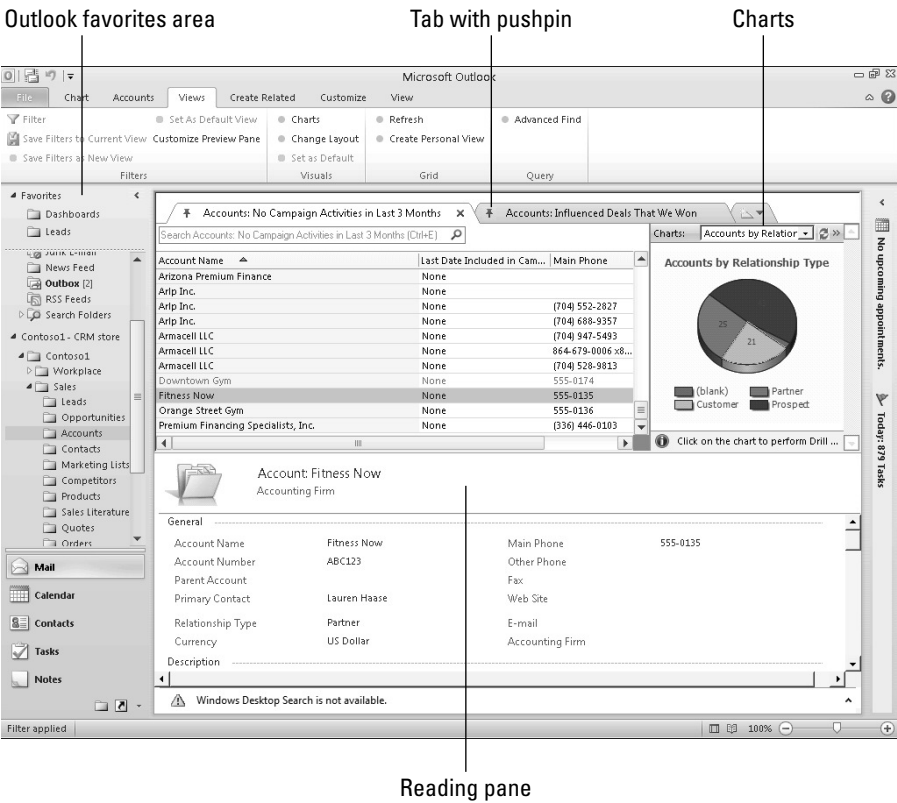 Outlook favorites area Tab with pushpin Charts
Microsoft Outlook
File Chart Accounts Views Create Related Customize View
Filter Set As Default View Charts Refresh Advanced Find
Save Filters to Current View Customize Preview Pane Change Layout Create Personal View
Save Filters as New View Set as Default
Filters Visuals Grid Query
Favorites
Dashboards
Leads
Junk E-mail
News Feed
Outbox [2]
RSS Feeds
Search Folders
Contoso1 - CRM store
Contoso1
Workplace
Sales
Leads
Opportunities
Accounts
Contacts
Marketing Lists
Competitors
Products
Sales Literature
Quotes
Orders
Mail
Calendar
Contacts
Tasks
Notes
Accounts: No Campaign Activities in Last 3 Months Accounts: Influenced Deals That We Won
Search Accounts: No Campaign Activities in Last 3 Months (Ctrl+E)
Account Name Last Date Included in Cam... Main Phone
Arizona Premium Finance None
Arlp Inc. None
Arlp Inc. None (704) 552-2827
Arlp Inc. None (704) 688-9357
Armacell LLC None (704) 947-5493
Armacell LLC None 864-679-0006 x8...
Armacell LLC None (704) 528-9813
Downtown Gym None 555-0174
Fitness Now None 555-0135
Orange Street Gym None 555-0136
Premium Financing Specialists, Inc. None (336) 446-0103
Charts: Accounts by Relation
Accounts by Relationship Type
25
21
(blank) Partner
Customer Prospect
Click on the chart to perform Drill ...
Account: Fitness Now
Accounting Firm
General
Account Name Fitness Now Main Phone 555-0135
Account Number ABC123 Other Phone
Parent Account Fax
Primary Contact Lauren Haase Web Site
Relationship Type Partner E-mail
Currency US Dollar Accounting Firm
Description
Windows Desktop Search is not available.
No upcoming appointments.
Today: 879 Tasks
Filter applied 100%
Reading pane